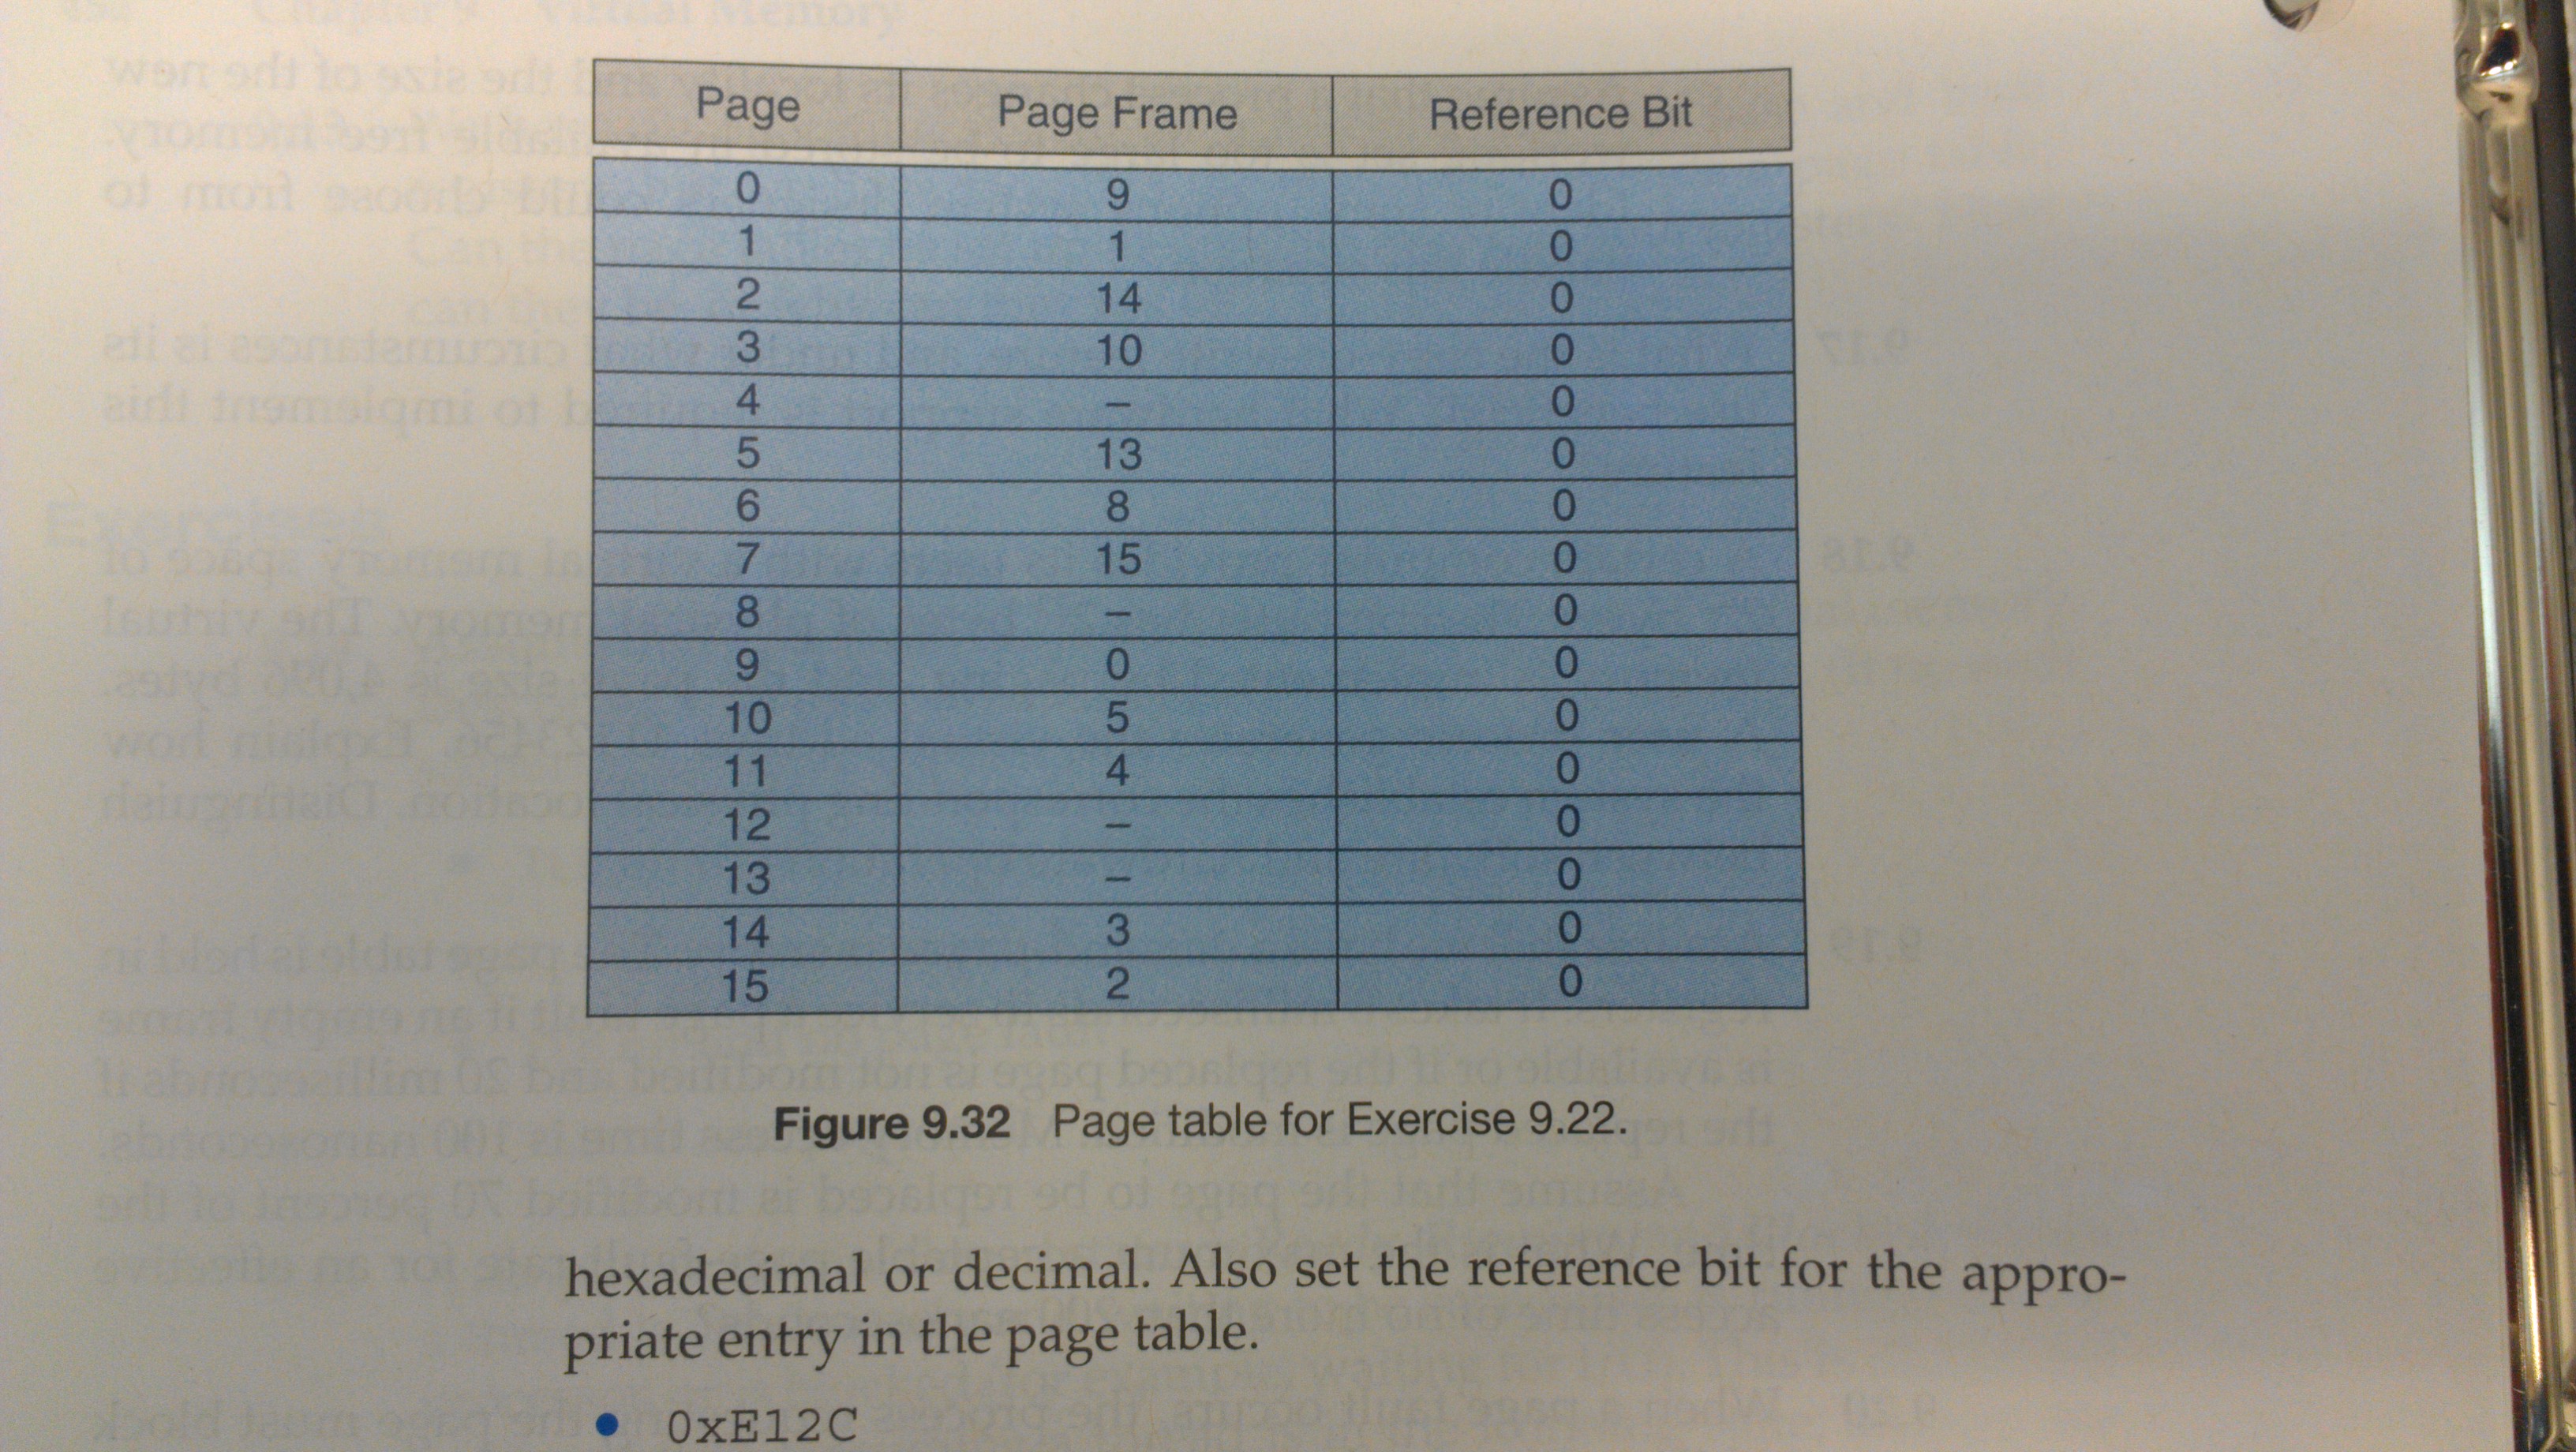 Page Page Frame Reference Bit
0 9 0
1 1 0
2 14 0
3 10 0
4 – 0
5 13 0
6 8 0
7 15 0
8 – 0
9 0 0
10 5 0
11 4 0
12 – 0
13 – 0
14 3 0
15 2 0
Figure 9.32 Page table for Exercise 9.22.
hexadecimal or decimal. Also set the reference bit for the appro-
priate entry in the page table.
• 0xE12C